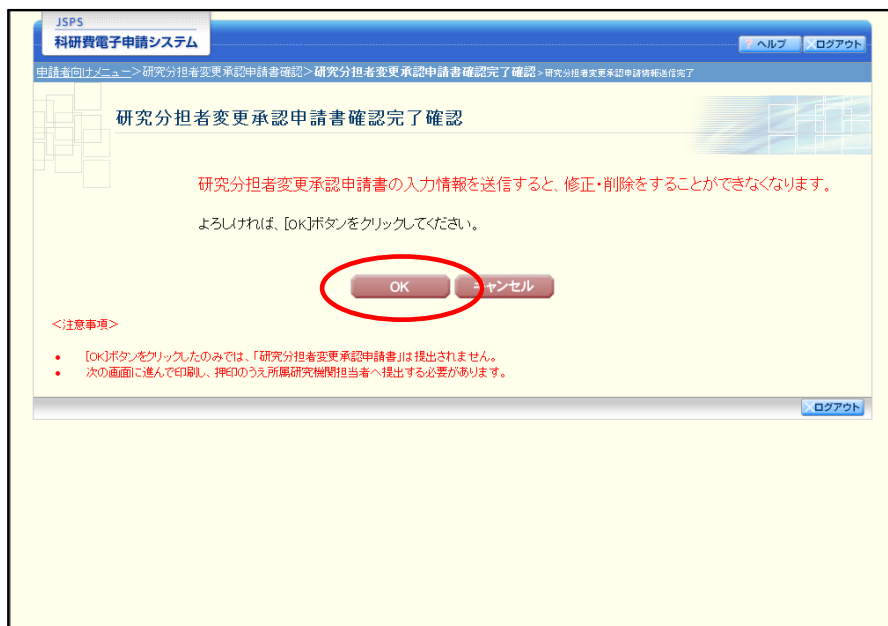 JSPS
科研費電子申請システム
? ヘルプ ×ログアウト
申請者向けメニュー>研究分担者変更承認申請書確認>研究分担者変更承認申請書確認完了確認>研究分担者変更承認申請情報送信完了
研究分担者変更承認申請書確認完了確認
研究分担者変更承認申請書の入力情報を送信すると、修正・削除をすることができなくなります。
よろしければ、[OK]ボタンをクリックしてください。
OK キャンセル
<注意事項>
• [OK]ボタンをクリックしたのみでは、「研究分担者変更承認申請書」は提出されません。
• 次の画面に進んで印刷し、押印のうえ所属研究機関担当者へ提出する必要があります。
×ログアウト